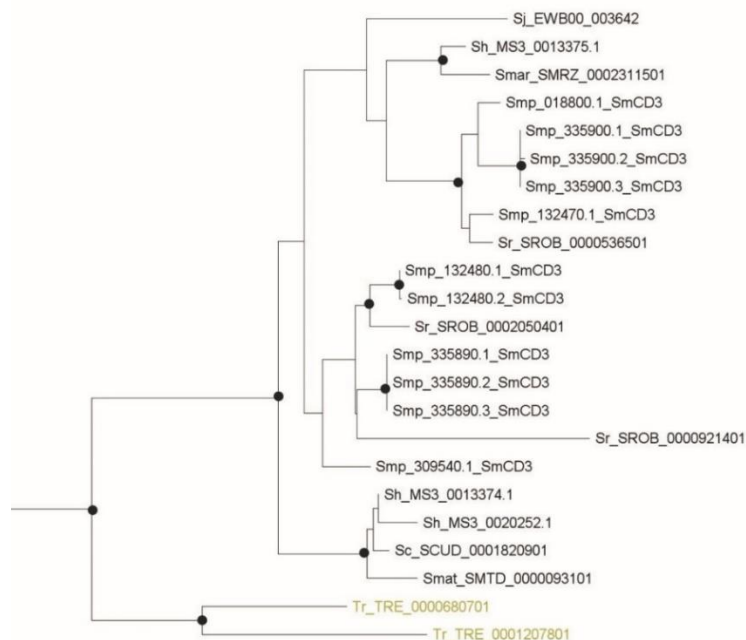 Sj_EWB00_003642
Sh_MS3_0013375.1
Smar_SMRZ_0002311501
Smp_018800.1_SmCD3
Smp_335900.1_SmCD3
Smp_335900.2_SmCD3
Smp_335900.3_SmCD3
Smp_132470.1_SmCD3
Sr_SROB_0000536501
Smp_132480.1_SmCD3
Smp_132480.2_SmCD3
Sr_SROB_0002050401
Smp_335890.1_SmCD3
Smp_335890.2_SmCD3
Smp_335890.3_SmCD3
Sr_SROB_0000921401
Smp_309540.1_SmCD3
Sh_MS3_0013374.1
Sh_MS3_0020252.1
Sc_SCUD_0001820901
Smat_SMTD_0000093101
Tr_TRE_0000680701
Tr_TRE_0001207801